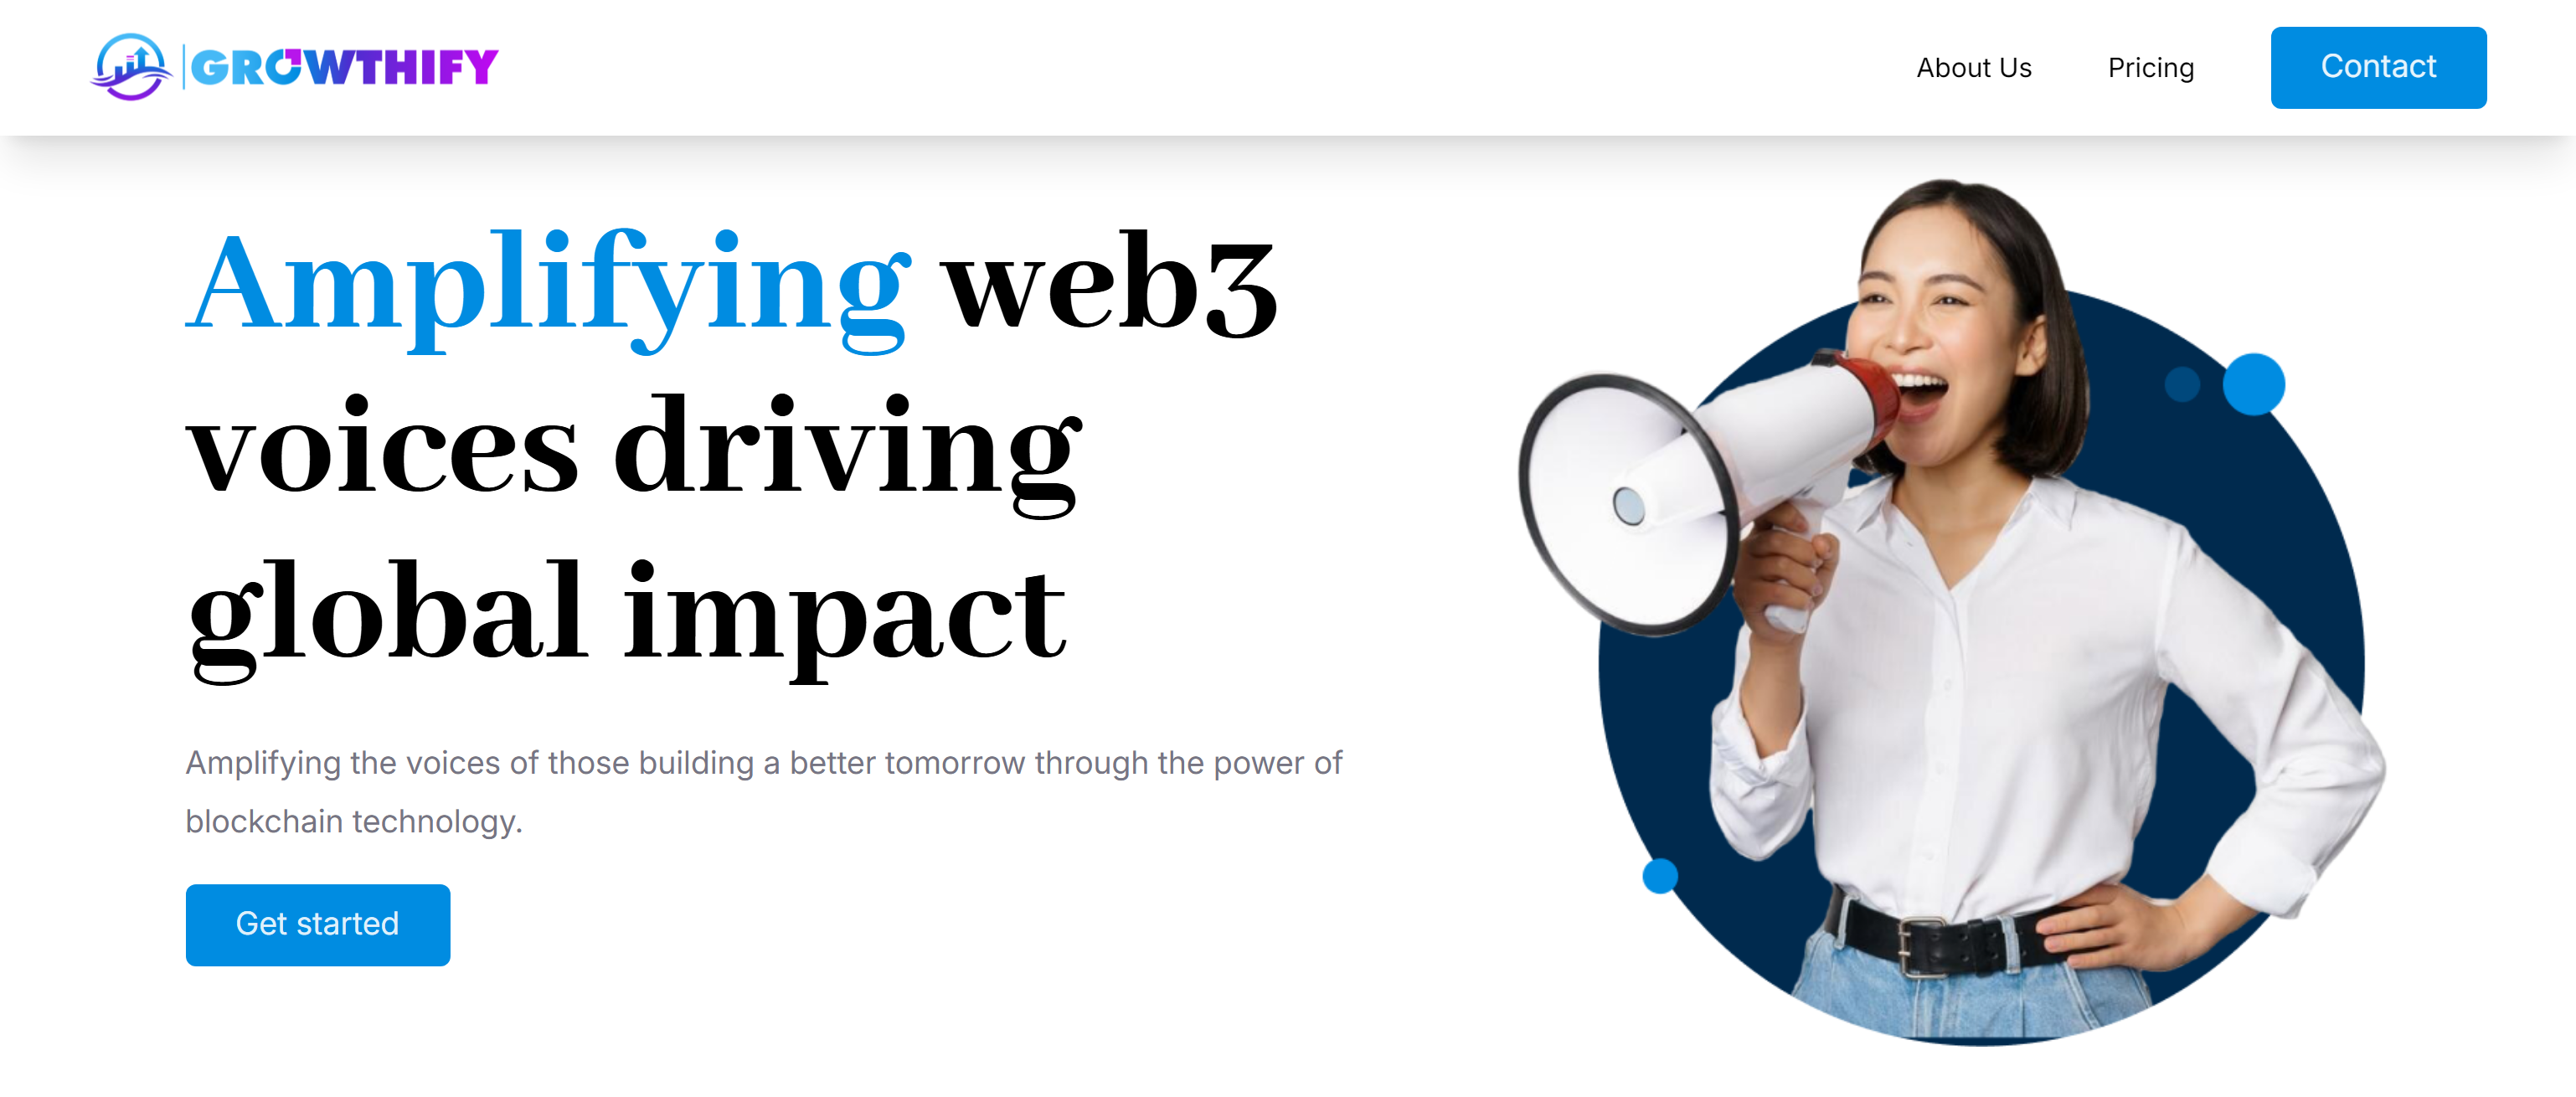 GROWTHIFY
About Us
Pricing
Contact
Amplifying web3
voices driving
global impact
Amplifying the voices of those building a better tomorrow through the power of
blockchain technology.
Get started